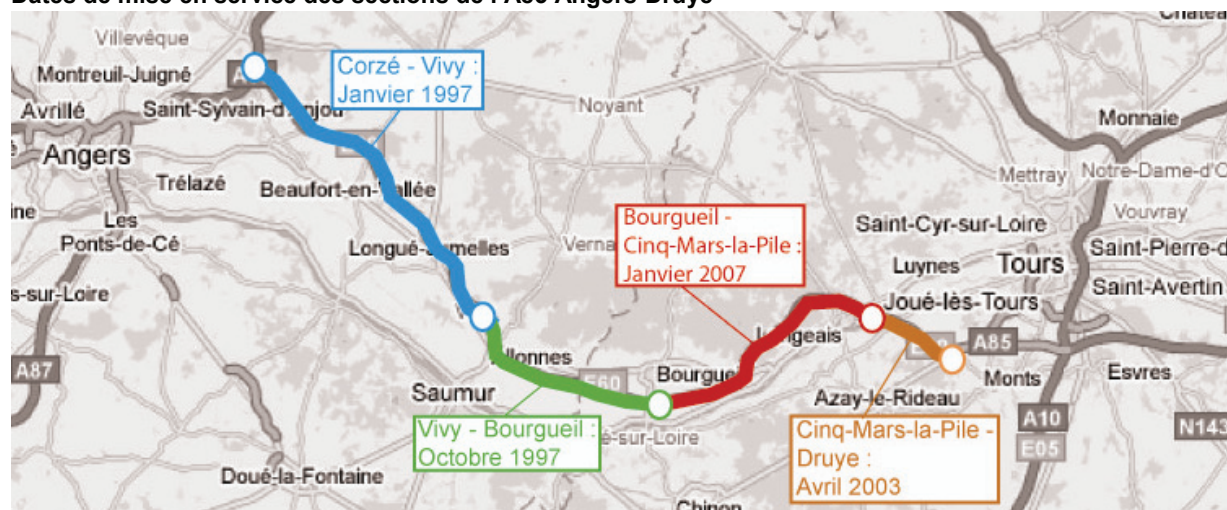 Villevêque
Montreuil-Juigné
Corzé - Vivy :
Janvier 1997
Avrillé
Saint-Sylvain-d'Anjou
Noyant
Monnaie
Angers
Trélazé
Beaufort-en-Vallée
Mettray
Notre-Dame-d'O
Les
Ponts-de-Cé
Bourgueil -
Cinq-Mars-la-Pile :
Janvier 2007
Saint-Cyr-sur-Loire
Vouvray
Longué-Jumelles
Verna
Luynes
Tours
Saint-Pierre-d
s-sur-Loire
Joué-lès-Tours
Saint-Avertin
Langeais
A87
Allonnes
E60
Bourgueil
A85
Monts
Esvres
Saumur
Azay-le-Rideau
Vivy - Bourgueil :
Octobre 1997
é-sur-Loire
Cinq-Mars-la-Pile -
Druye :
Avril 2003
A10
E05
N143
Doué-la-Fontaine
Chinon